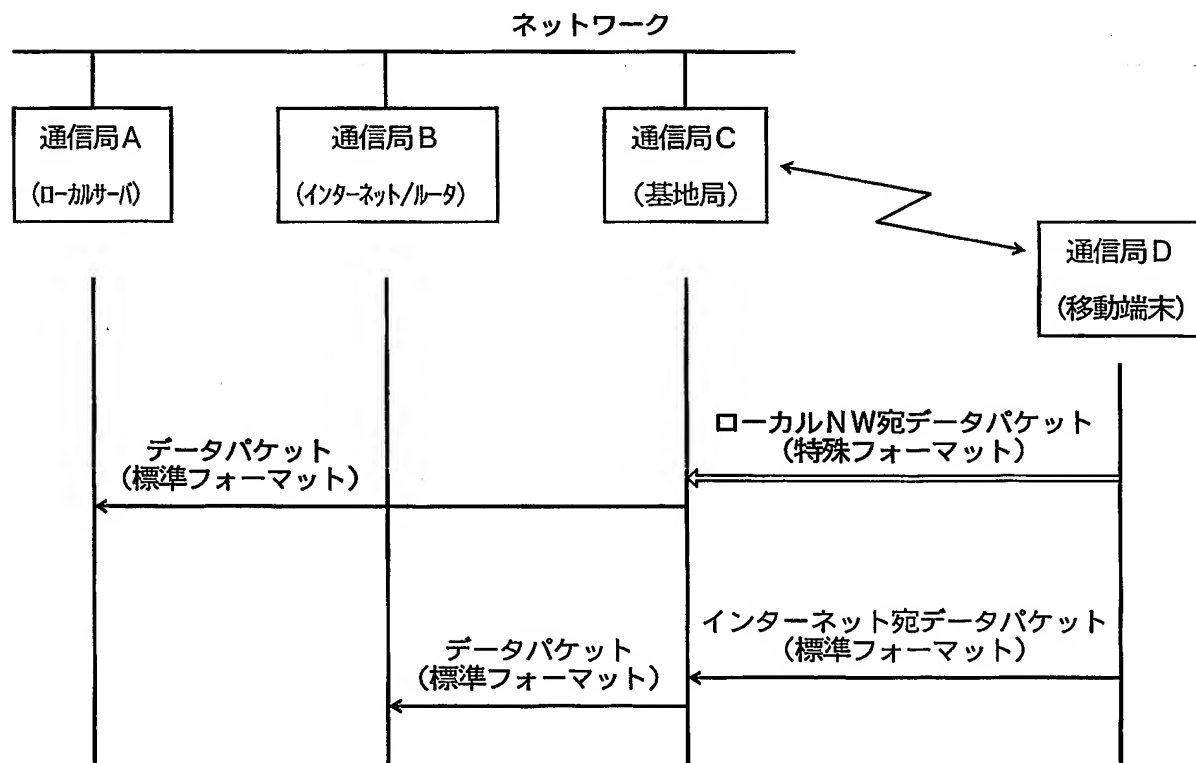 ネットワーク
通信局A
(ローカルサーバ)
通信局B
(インターネット/ルータ)
通信局C
(基地局)
通信局D
(移動端末)
ローカルNW宛データパケット
(特殊フォーマット)
データパケット
(標準フォーマット)
インターネット宛データパケット
(標準フォーマット)
データパケット
(標準フォーマット)